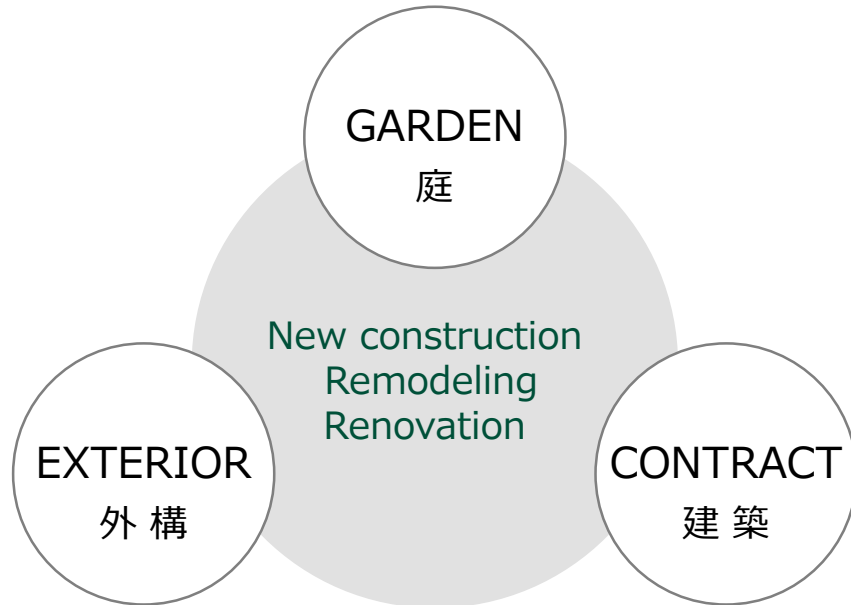 GARDEN
庭
New construction
Remodeling
Renovation
EXTERIOR
外 構
CONTRACT
建 築